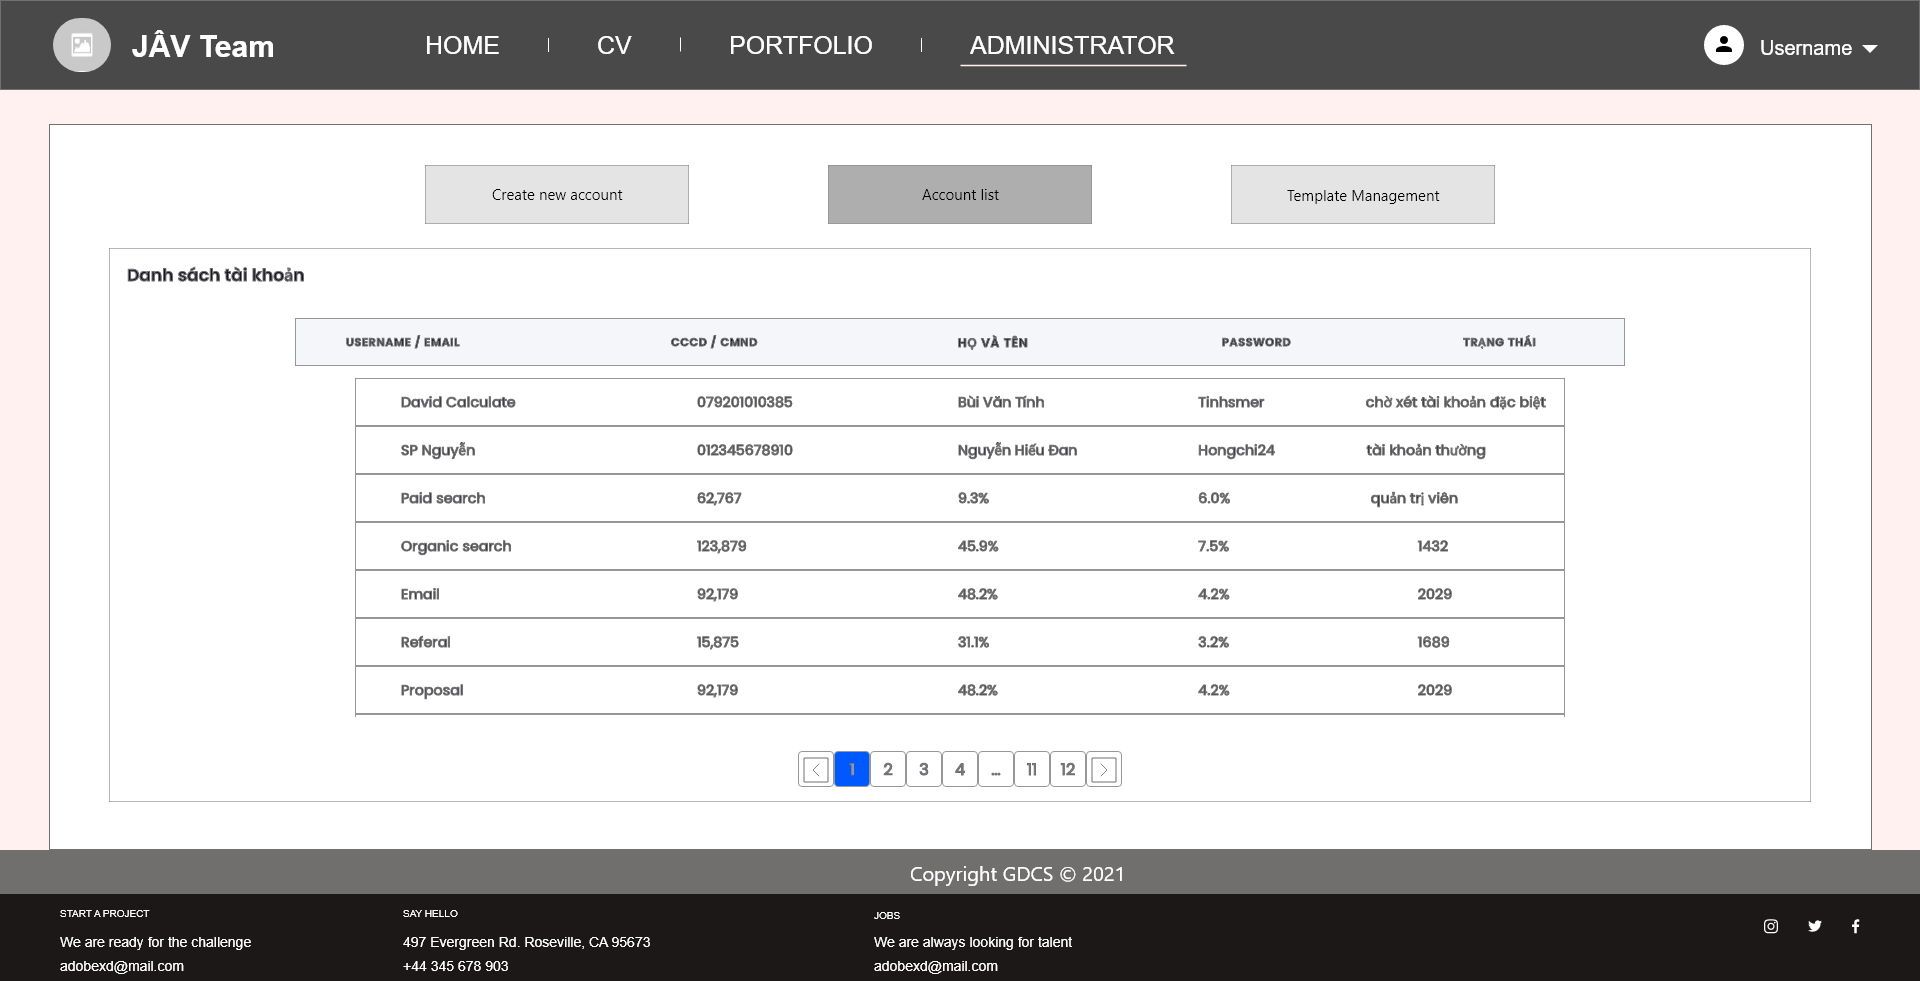 JÂV Team HOME CV PORTFOLIO ADMINISTRATOR Username
Create new account Account list Template Management
Danh sách tài khoản
USERNAME / EMAIL CCCD / CMND HỌ VÀ TÊN PASSWORD TRẠNG THÁI
David Calculate 079201010385 Bùi Văn Tính Tinhsmer chờ xét tài khoản đặc biệt
SP Nguyễn 012345678910 Nguyễn Hiếu Đan Hongchi24 tài khoản thường
Paid search 62,767 9.3% 6.0% quản trị viên
Organic search 123,879 45.9% 7.5% 1432
Email 92,179 48.2% 4.2% 2029
Referal 15,875 31.1% 3.2% 1689
Proposal 92,179 48.2% 4.2% 2029
1 2 3 4 ... 11 12
Copyright GDCS © 2021
START A PROJECT SAY HELLO JOBS
We are ready for the challenge 497 Evergreen Rd. Roseville, CA 95673 We are always looking for talent
adobexd@mail.com +44 345 678 903 adobexd@mail.com